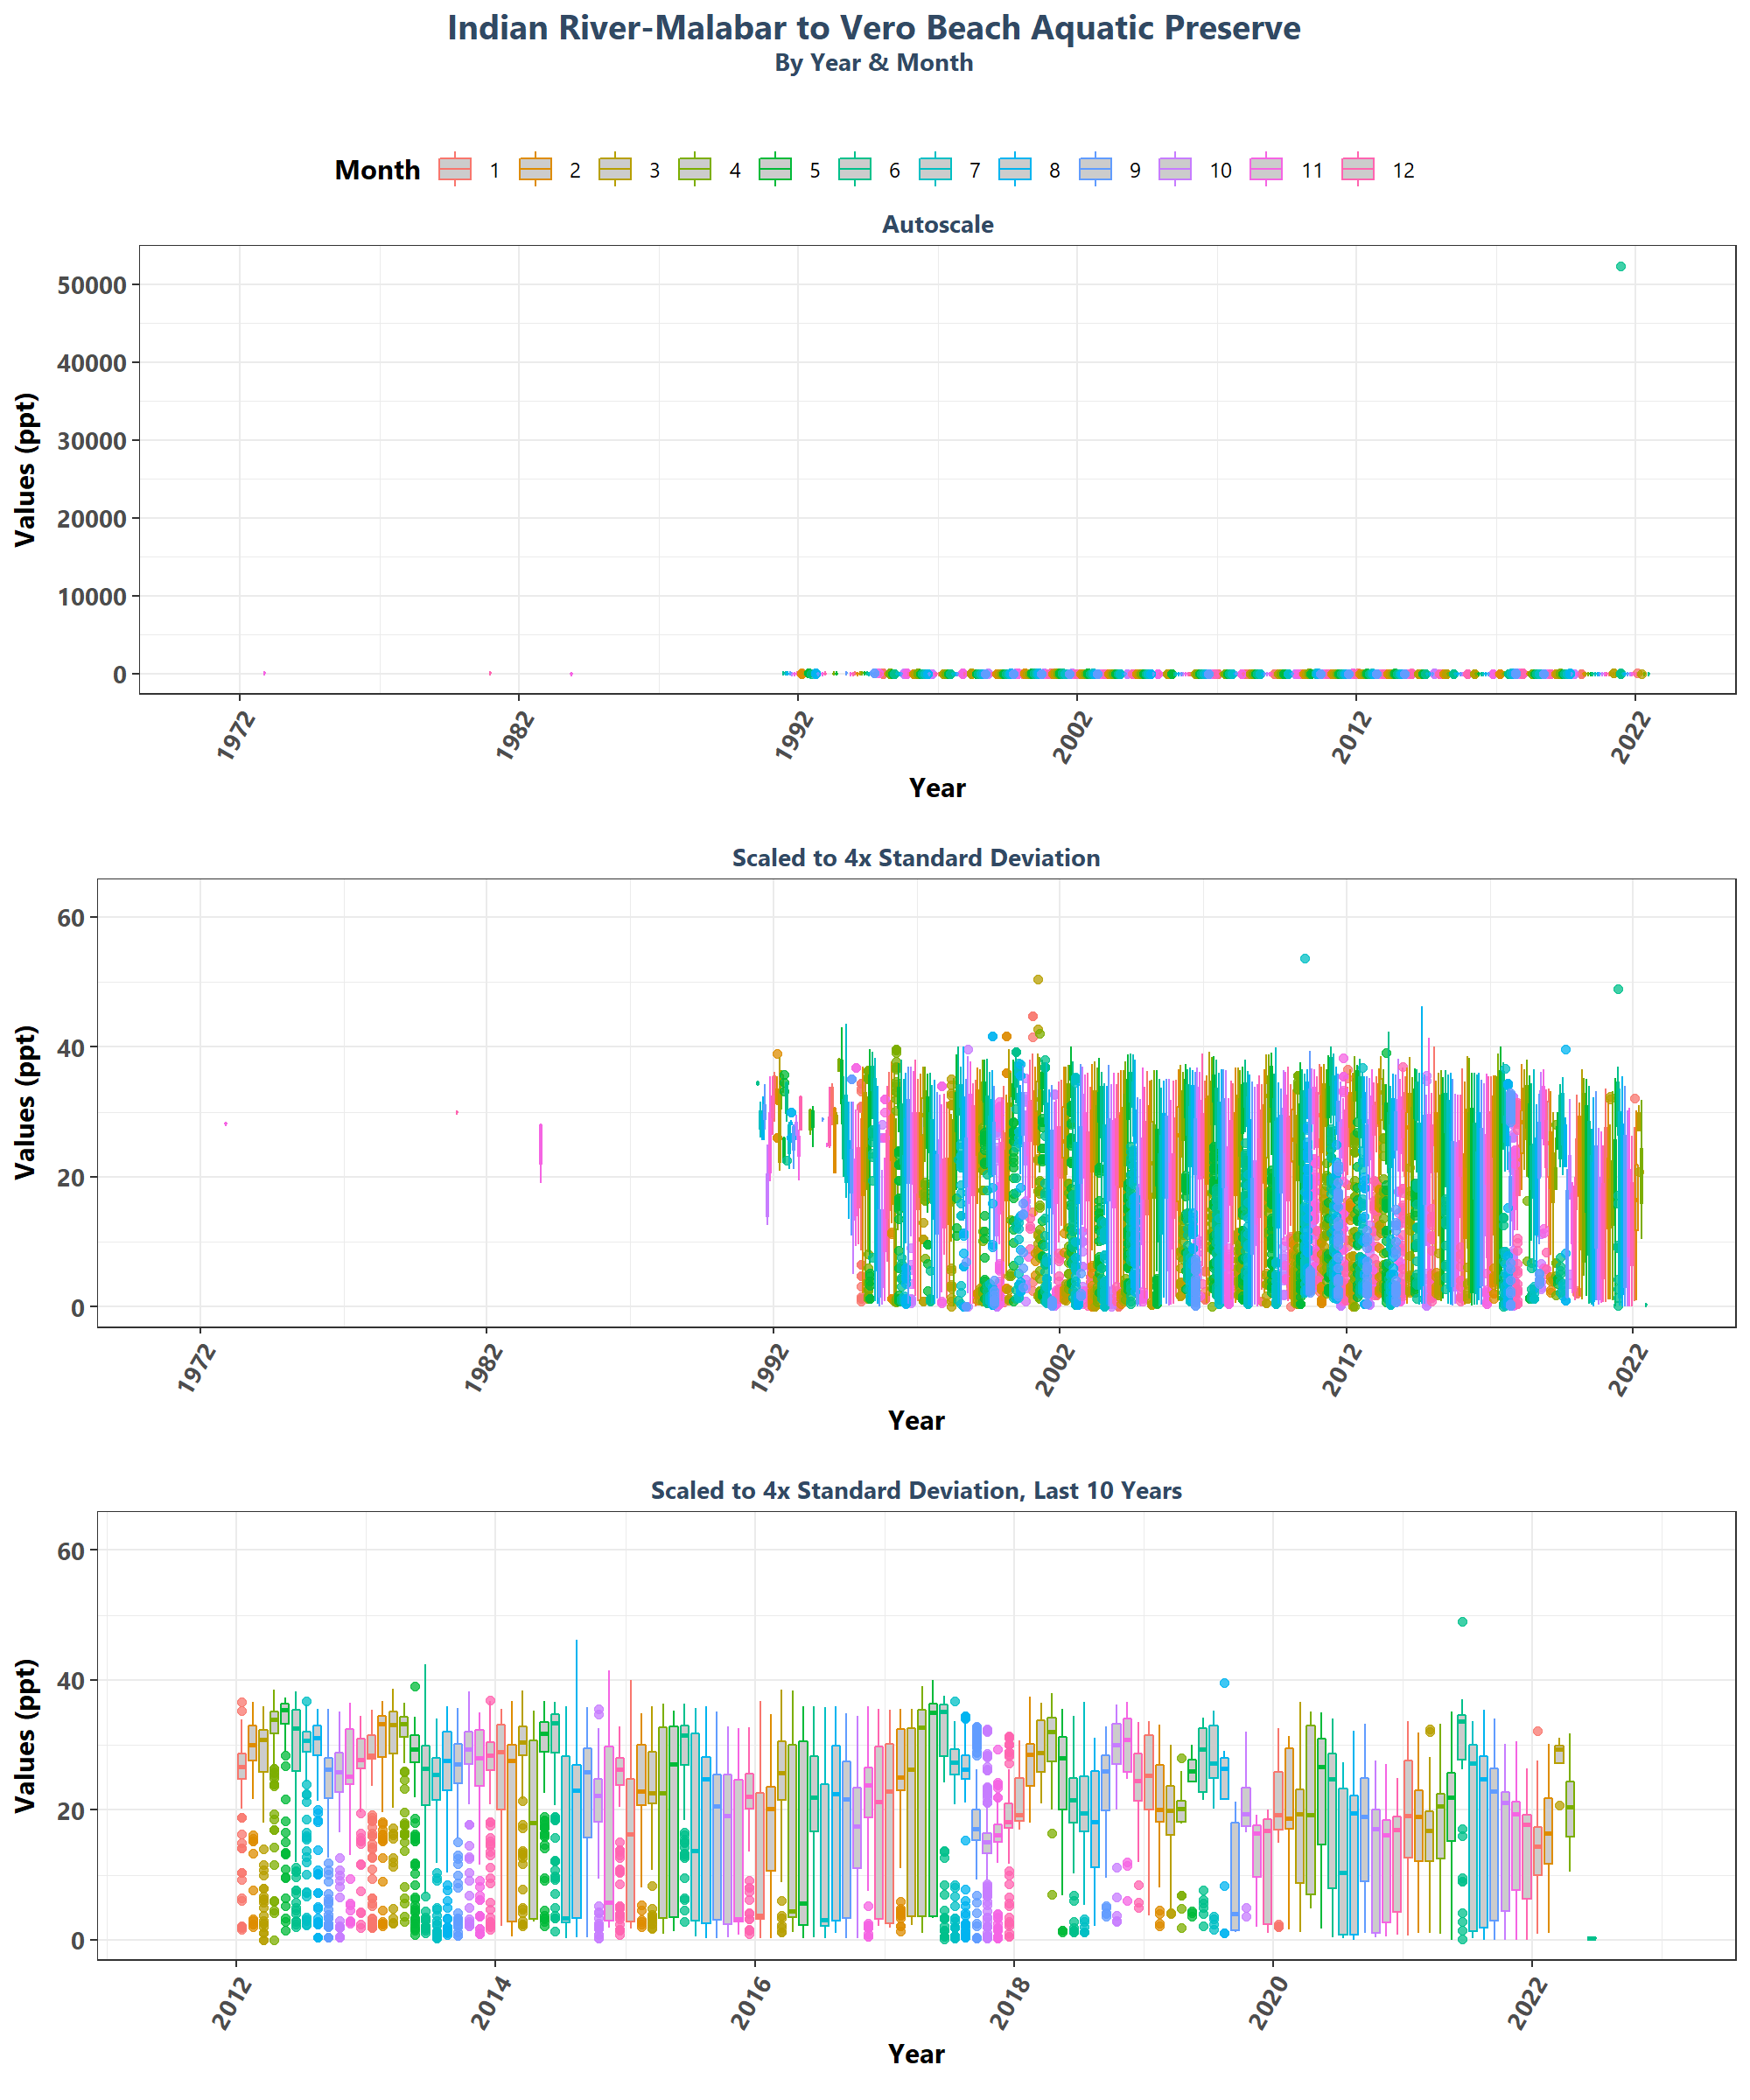 Indian River-Malabar to Vero Beach Aquatic Preserve
By Year & Month
Month 1 2 3 4 5 6 7 8 9 10 11 12
Autoscale
50000
40000
30000
20000
10000
0
Values (ppt)
1972 1982 1992 2002 2012 2022
Year
Scaled to 4x Standard Deviation
60
40
20
0
Values (ppt)
1972 1982 1992 2002 2012 2022
Year
Scaled to 4x Standard Deviation, Last 10 Years
60
40
20
0
Values (ppt)
2012 2014 2016 2018 2020 2022
Year